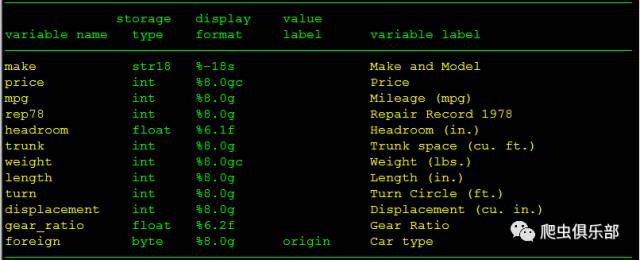 storage display value
variable name type format label variable label
make str18 %-18s Make and Model
price int %8.0gc Price
mpg int %8.0g Mileage (mpg)
rep78 int %8.0g Repair Record 1978
headroom float %6.1f Headroom (in.)
trunk int %8.0g Trunk space (cu. ft.)
weight int %8.0gc Weight (lbs.)
length int %8.0g Length (in.)
turn int %8.0g Turn Circle (ft.)
displacement int %8.0g Displacement (cu. in.)
gear_ratio float %6.2f Gear Ratio
foreign byte %8.0g origin Car type
爬虫俱乐部